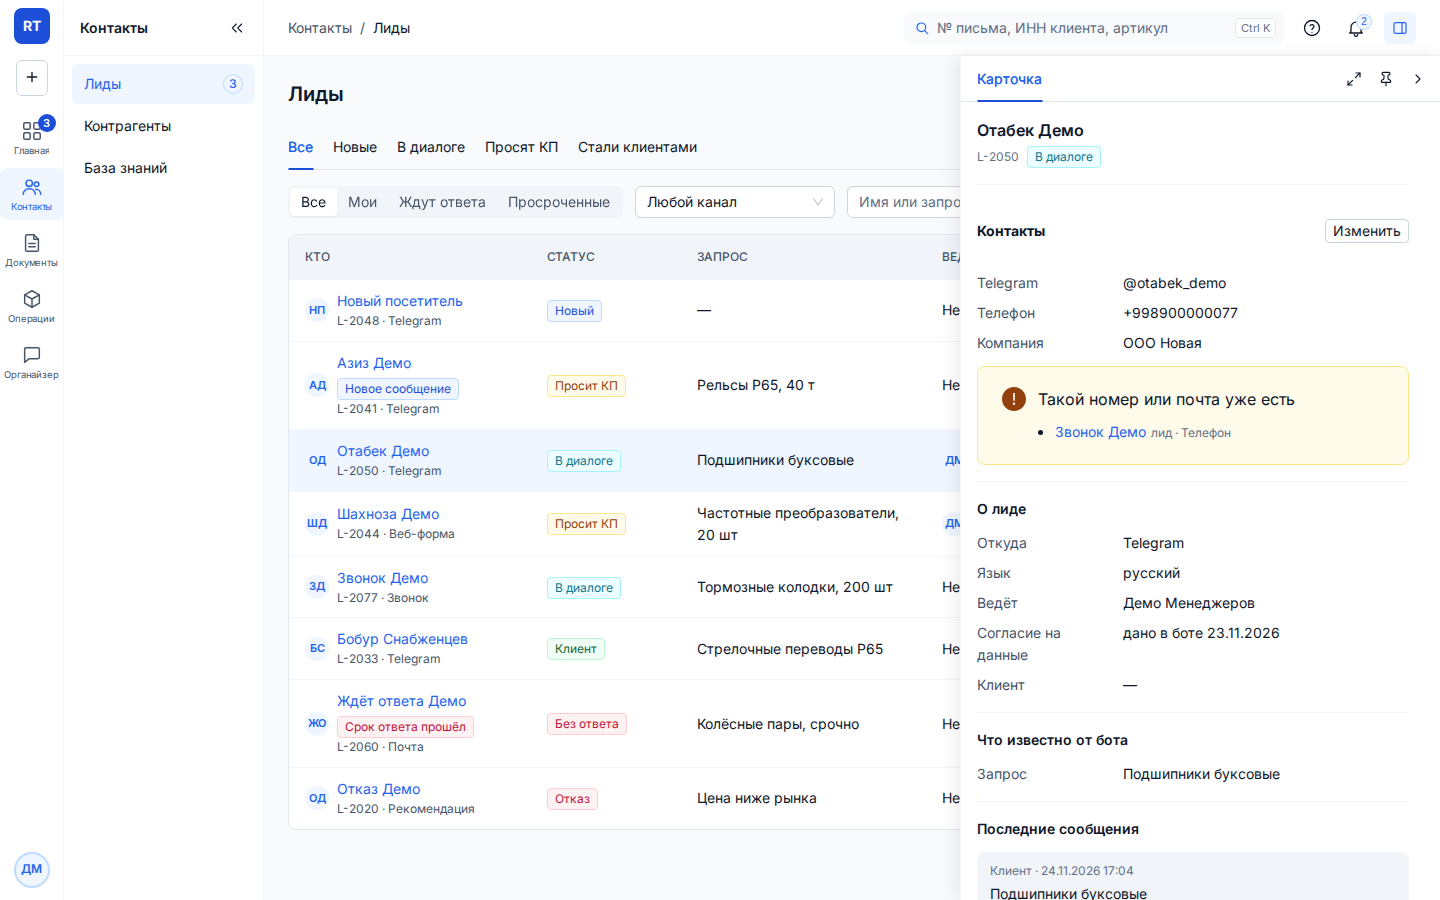 RT
Контакты
Контакты / Лиды
№ письма, ИНН клиента, артикул
Ctrl K
2
+
3
Главная
Контакты
Документы
Операции
Органайзер
ДМ
Лиды
3
Контрагенты
База знаний
Лиды
Все
Новые
В диалоге
Просят КП
Стали клиентами
Все
Мои
Ждут ответа
Просроченные
Любой канал
Имя или запро
КТО
СТАТУС
ЗАПРОС
ВЕД
НП
Новый посетитель
L-2048 · Telegram
Новый
—
Не
АД
Азиз Демо
Новое сообщение
L-2041 · Telegram
Просит КП
Рельсы Р65, 40 т
Не
ОД
Отабек Демо
L-2050 · Telegram
В диалоге
Подшипники буксовые
ДМ
ШД
Шахноза Демо
L-2044 · Веб-форма
Просит КП
Частотные преобразователи,
20 шт
ДМ
ЗД
Звонок Демо
L-2077 · Звонок
В диалоге
Тормозные колодки, 200 шт
Не
БС
Бобур Снабженцев
L-2033 · Telegram
Клиент
Стрелочные переводы Р65
Не
ЖО
Ждёт ответа Демо
Срок ответа прошёл
L-2060 · Почта
Без ответа
Колёсные пары, срочно
Не
ОД
Отказ Демо
L-2020 · Рекомендация
Отказ
Цена ниже рынка
Не
Карточка
Отабек Демо
L-2050
В диалоге
Контакты
Изменить
Telegram
@otabek_demo
Телефон
+998900000077
Компания
ООО Новая
Такой номер или почта уже есть
• Звонок Демо лид · Телефон
О лиде
Откуда
Telegram
Язык
русский
Ведёт
Демо Менеджеров
Согласие на
данные
дано в боте 23.11.2026
Клиент
—
Что известно от бота
Запрос
Подшипники буксовые
Последние сообщения
Клиент · 24.11.2026 17:04
Подшипники буксовые